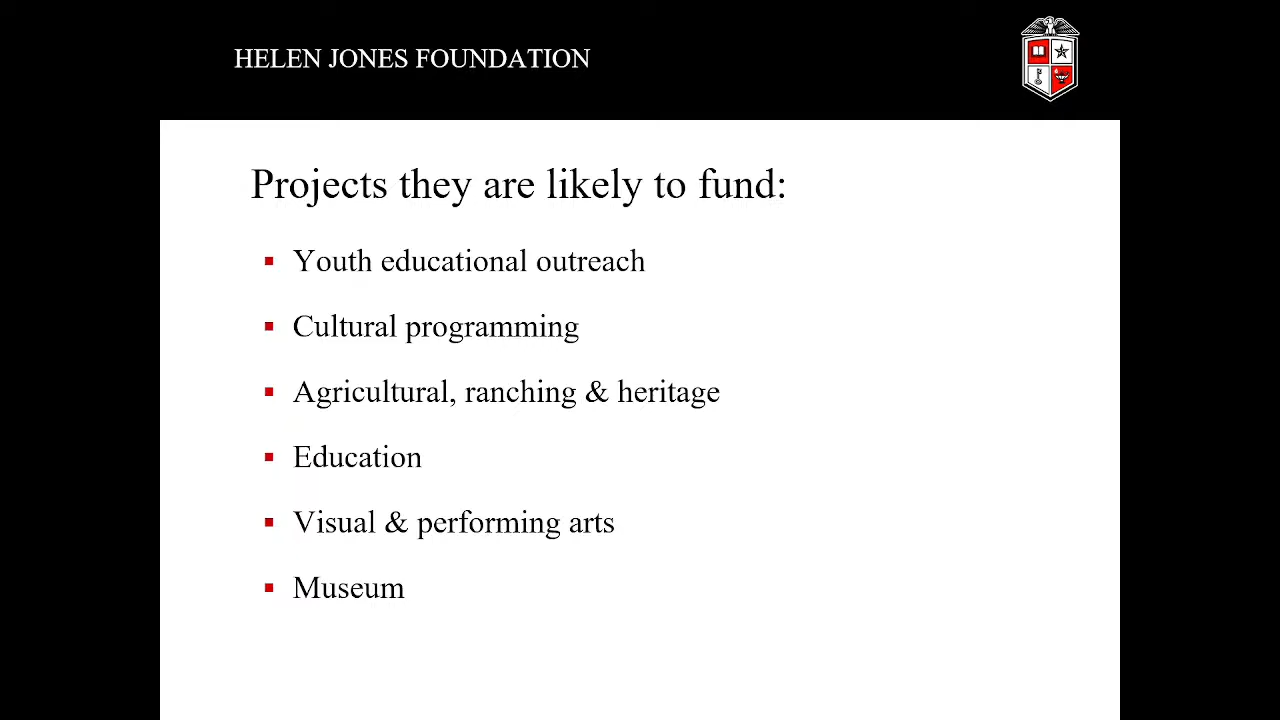 HELEN JONES FOUNDATION
Projects they are likely to fund:
▪ Youth educational outreach
▪ Cultural programming
▪ Agricultural, ranching & heritage
▪ Education
▪ Visual & performing arts
▪ Museum